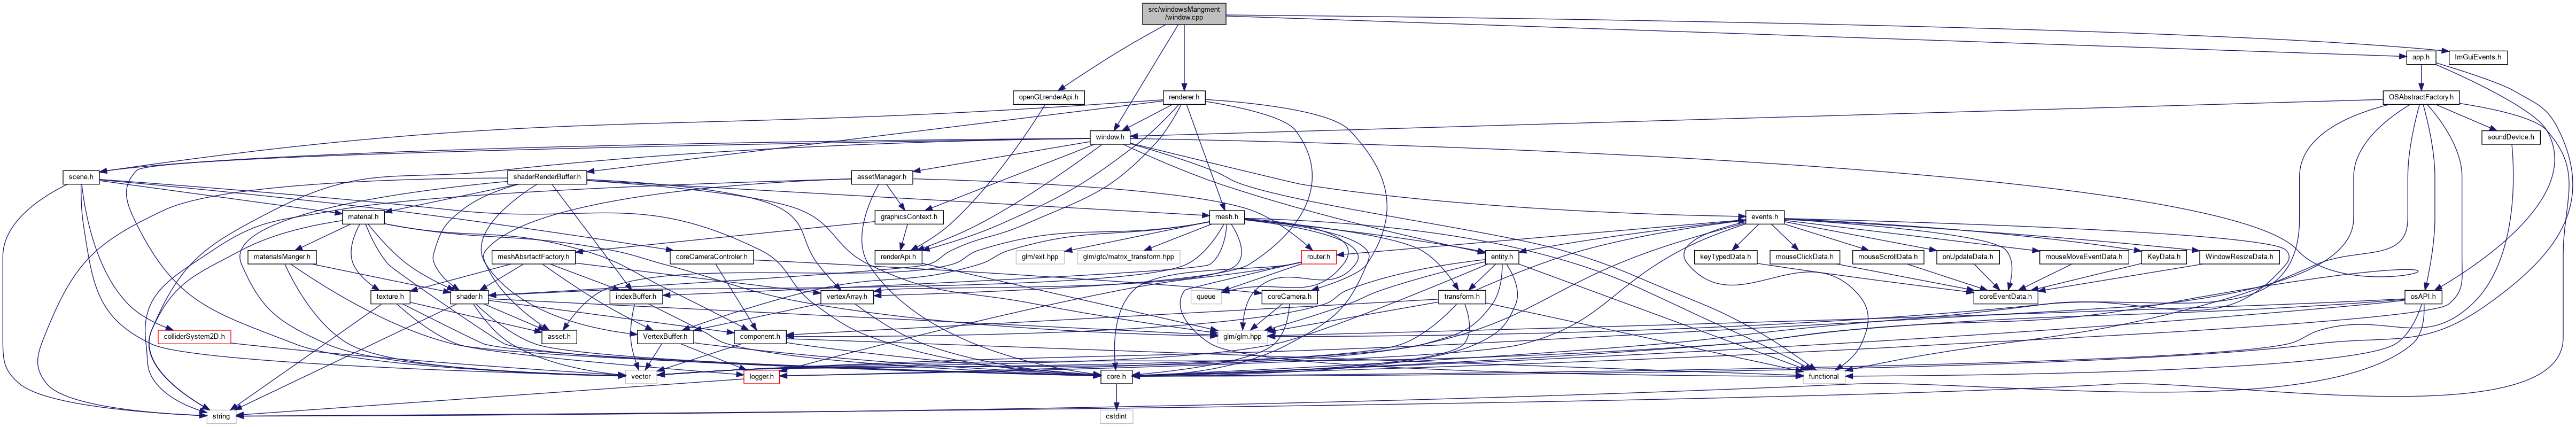 src/windowsMangment
/window.cpp
app.h
ImGuiEvents.h
openGLrenderApi.h
renderer.h
OSAbstractFactory.h
window.h
soundDevice.h
scene.h
shaderRenderBuffer.h
assetManager.h
material.h
graphicsContext.h
mesh.h
events.h
materialsManger.h
meshAbsrtactFactory.h
coreCameraControler.h
renderApi.h
glm/ext.hpp
glm/gtc/matrix_transform.hpp
router.h
entity.h
keyTypedData.h
mouseClickData.h
mouseScrollData.h
onUpdateData.h
mouseMoveEventData.h
KeyData.h
WindowResizeData.h
texture.h
shader.h
indexBuffer.h
vertexArray.h
queue
coreCamera.h
transform.h
coreEventData.h
osAPI.h
colliderSystem2D.h
asset.h
VertexBuffer.h
component.h
glm/glm.hpp
vector
logger.h
core.h
functional
string
cstdint